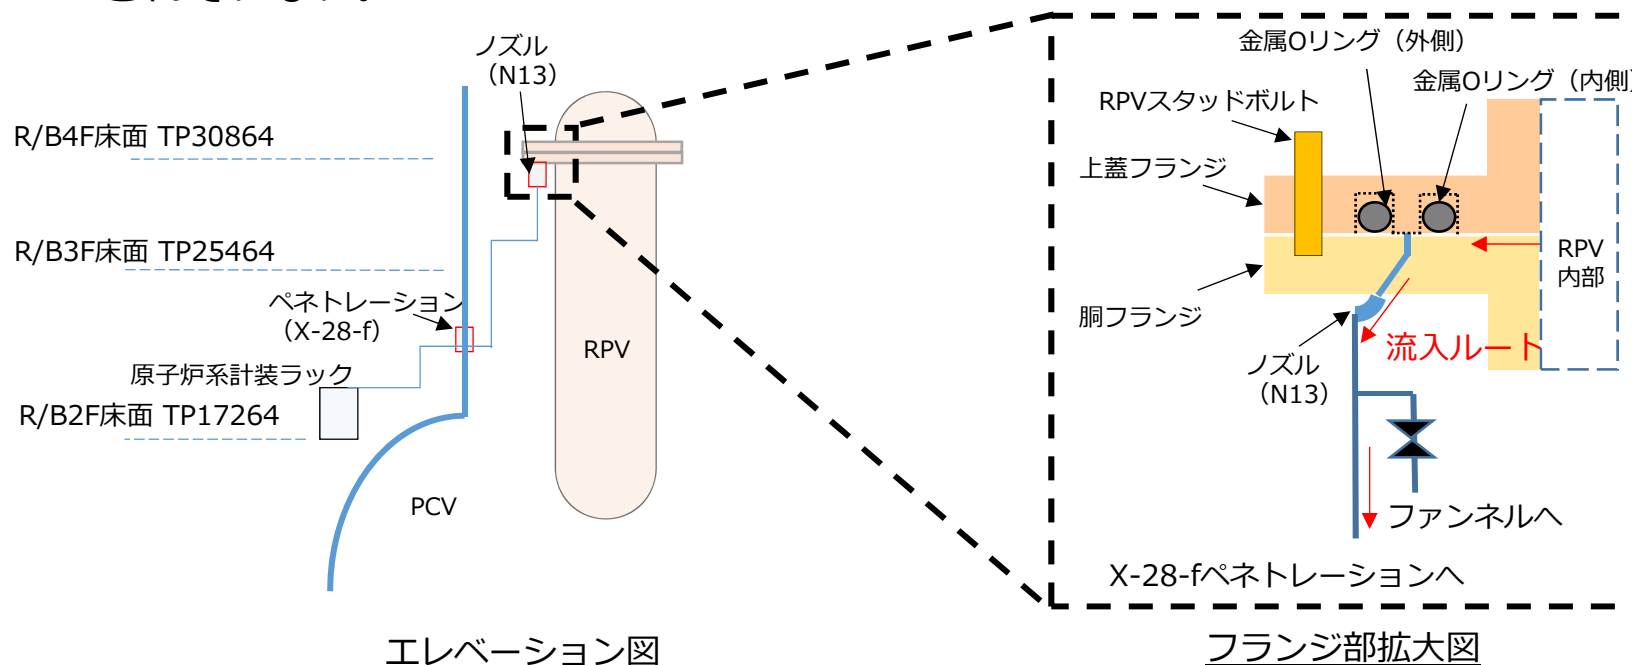 ノズル
（N13）
R/B4F床面 TP30864
R/B3F床面 TP25464
ペネトレーション
（X-28-f）
原子炉系計装ラック
R/B2F床面 TP17264
RPV
PCV
エレベーション図
金属Oリング（外側）
金属Oリング（内側）
RPVスタッドボルト
上蓋フランジ
RPV
内部
胴フランジ
流入ルート
ノズル
（N13）
ファンネルへ
X-28-fペネトレーションへ
フランジ部拡大図